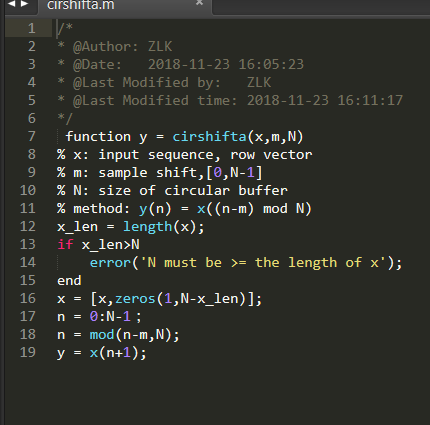 cirshifta.m ×
1 /*
2 * @Author: ZLK
3 * @Date:   2018-11-23 16:05:23
4 * @Last Modified by:   ZLK
5 * @Last Modified time: 2018-11-23 16:11:17
6 */
7  function y = cirshifta(x,m,N)
8 % x: input sequence, row vector
9 % m: sample shift,[0,N-1]
10 % N: size of circular buffer
11 % method: y(n) = x((n-m) mod N)
12 x_len = length(x);
13 if x_len>N
14     error('N must be >= the length of x');
15 end
16 x = [x,zeros(1,N-x_len)];
17 n = 0:N-1；
18 n = mod(n-m,N);
19 y = x(n+1);